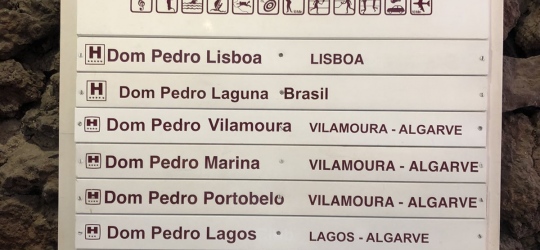 H Dom Pedro Lisboa LISBOA
H Dom Pedro Laguna Brasil
H Dom Pedro Vilamoura VILAMOURA - ALGARVE
H Dom Pedro Marina VILAMOURA - ALGARVE
H Dom Pedro Portobelo VILAMOURA - ALGARVE
H Dom Pedro Lagos LAGOS - ALGARVE